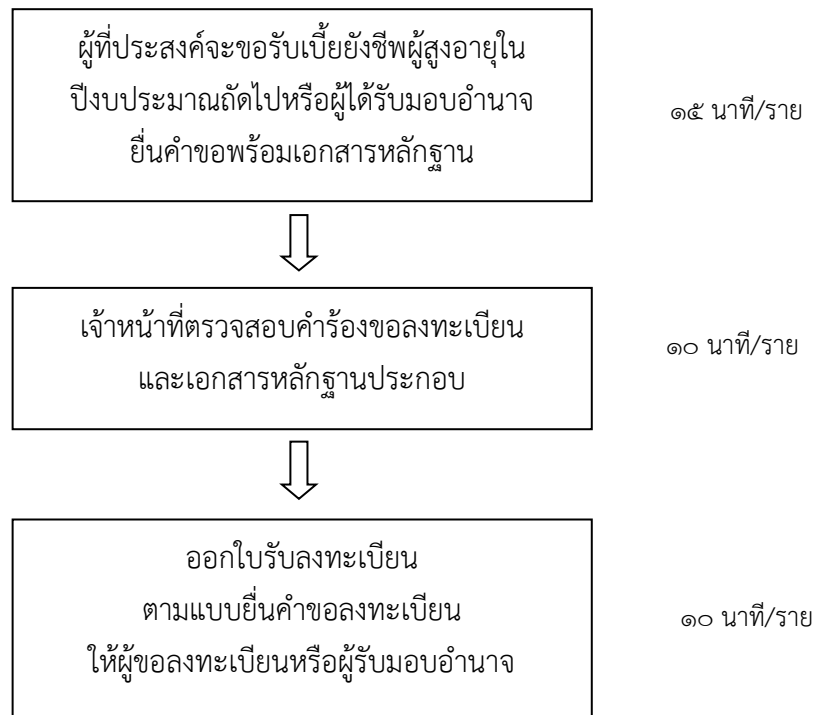 ผู้ที่ประสงค์จะขอรับเบี้ยยังชีพผู้สูงอายุใน
ปีงบประมาณถัดไปหรือผู้ได้รับมอบอำนาจ
ยื่นคำขอพร้อมเอกสารหลักฐาน
๑๕ นาที/ราย
เจ้าหน้าที่ตรวจสอบคำร้องขอลงทะเบียน
และเอกสารหลักฐานประกอบ
๑๐ นาที/ราย
ออกใบรับลงทะเบียน
ตามแบบยื่นคำขอลงทะเบียน
ให้ผู้ขอลงทะเบียนหรือผู้รับมอบอำนาจ
๑๐ นาที/ราย